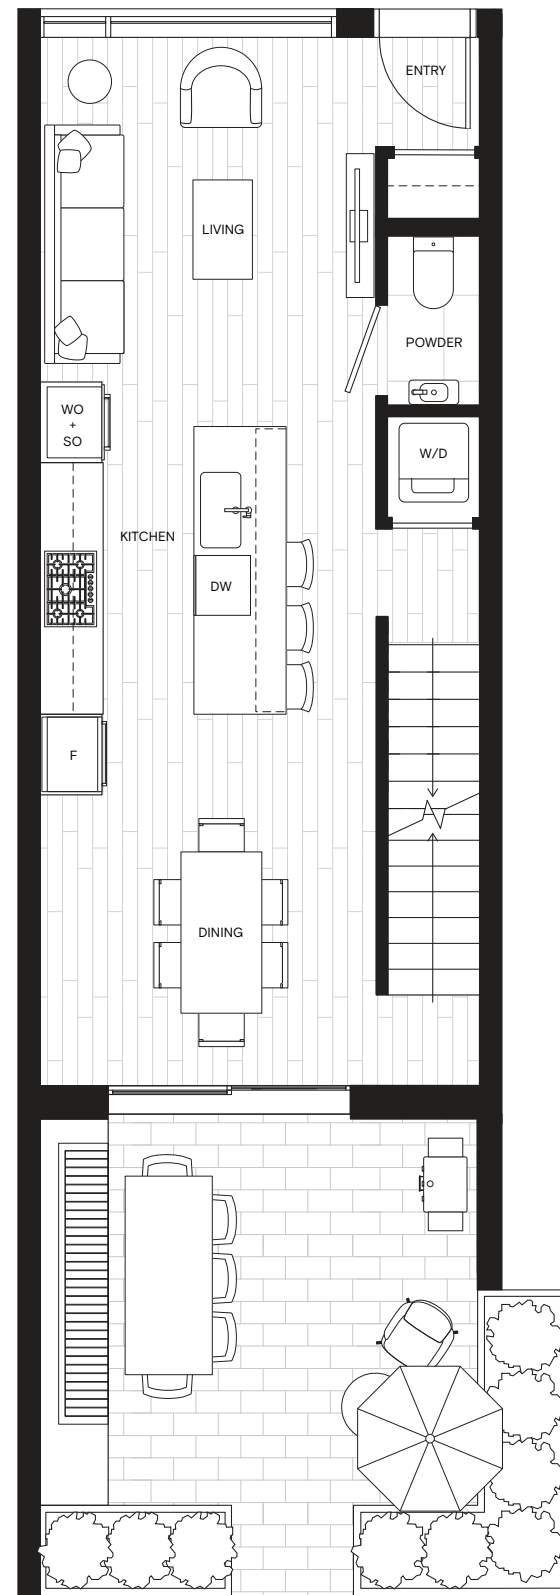 ENTRY
LIVING
POWDER
WO
+
SO
W/D
KITCHEN
DW
F
DINING